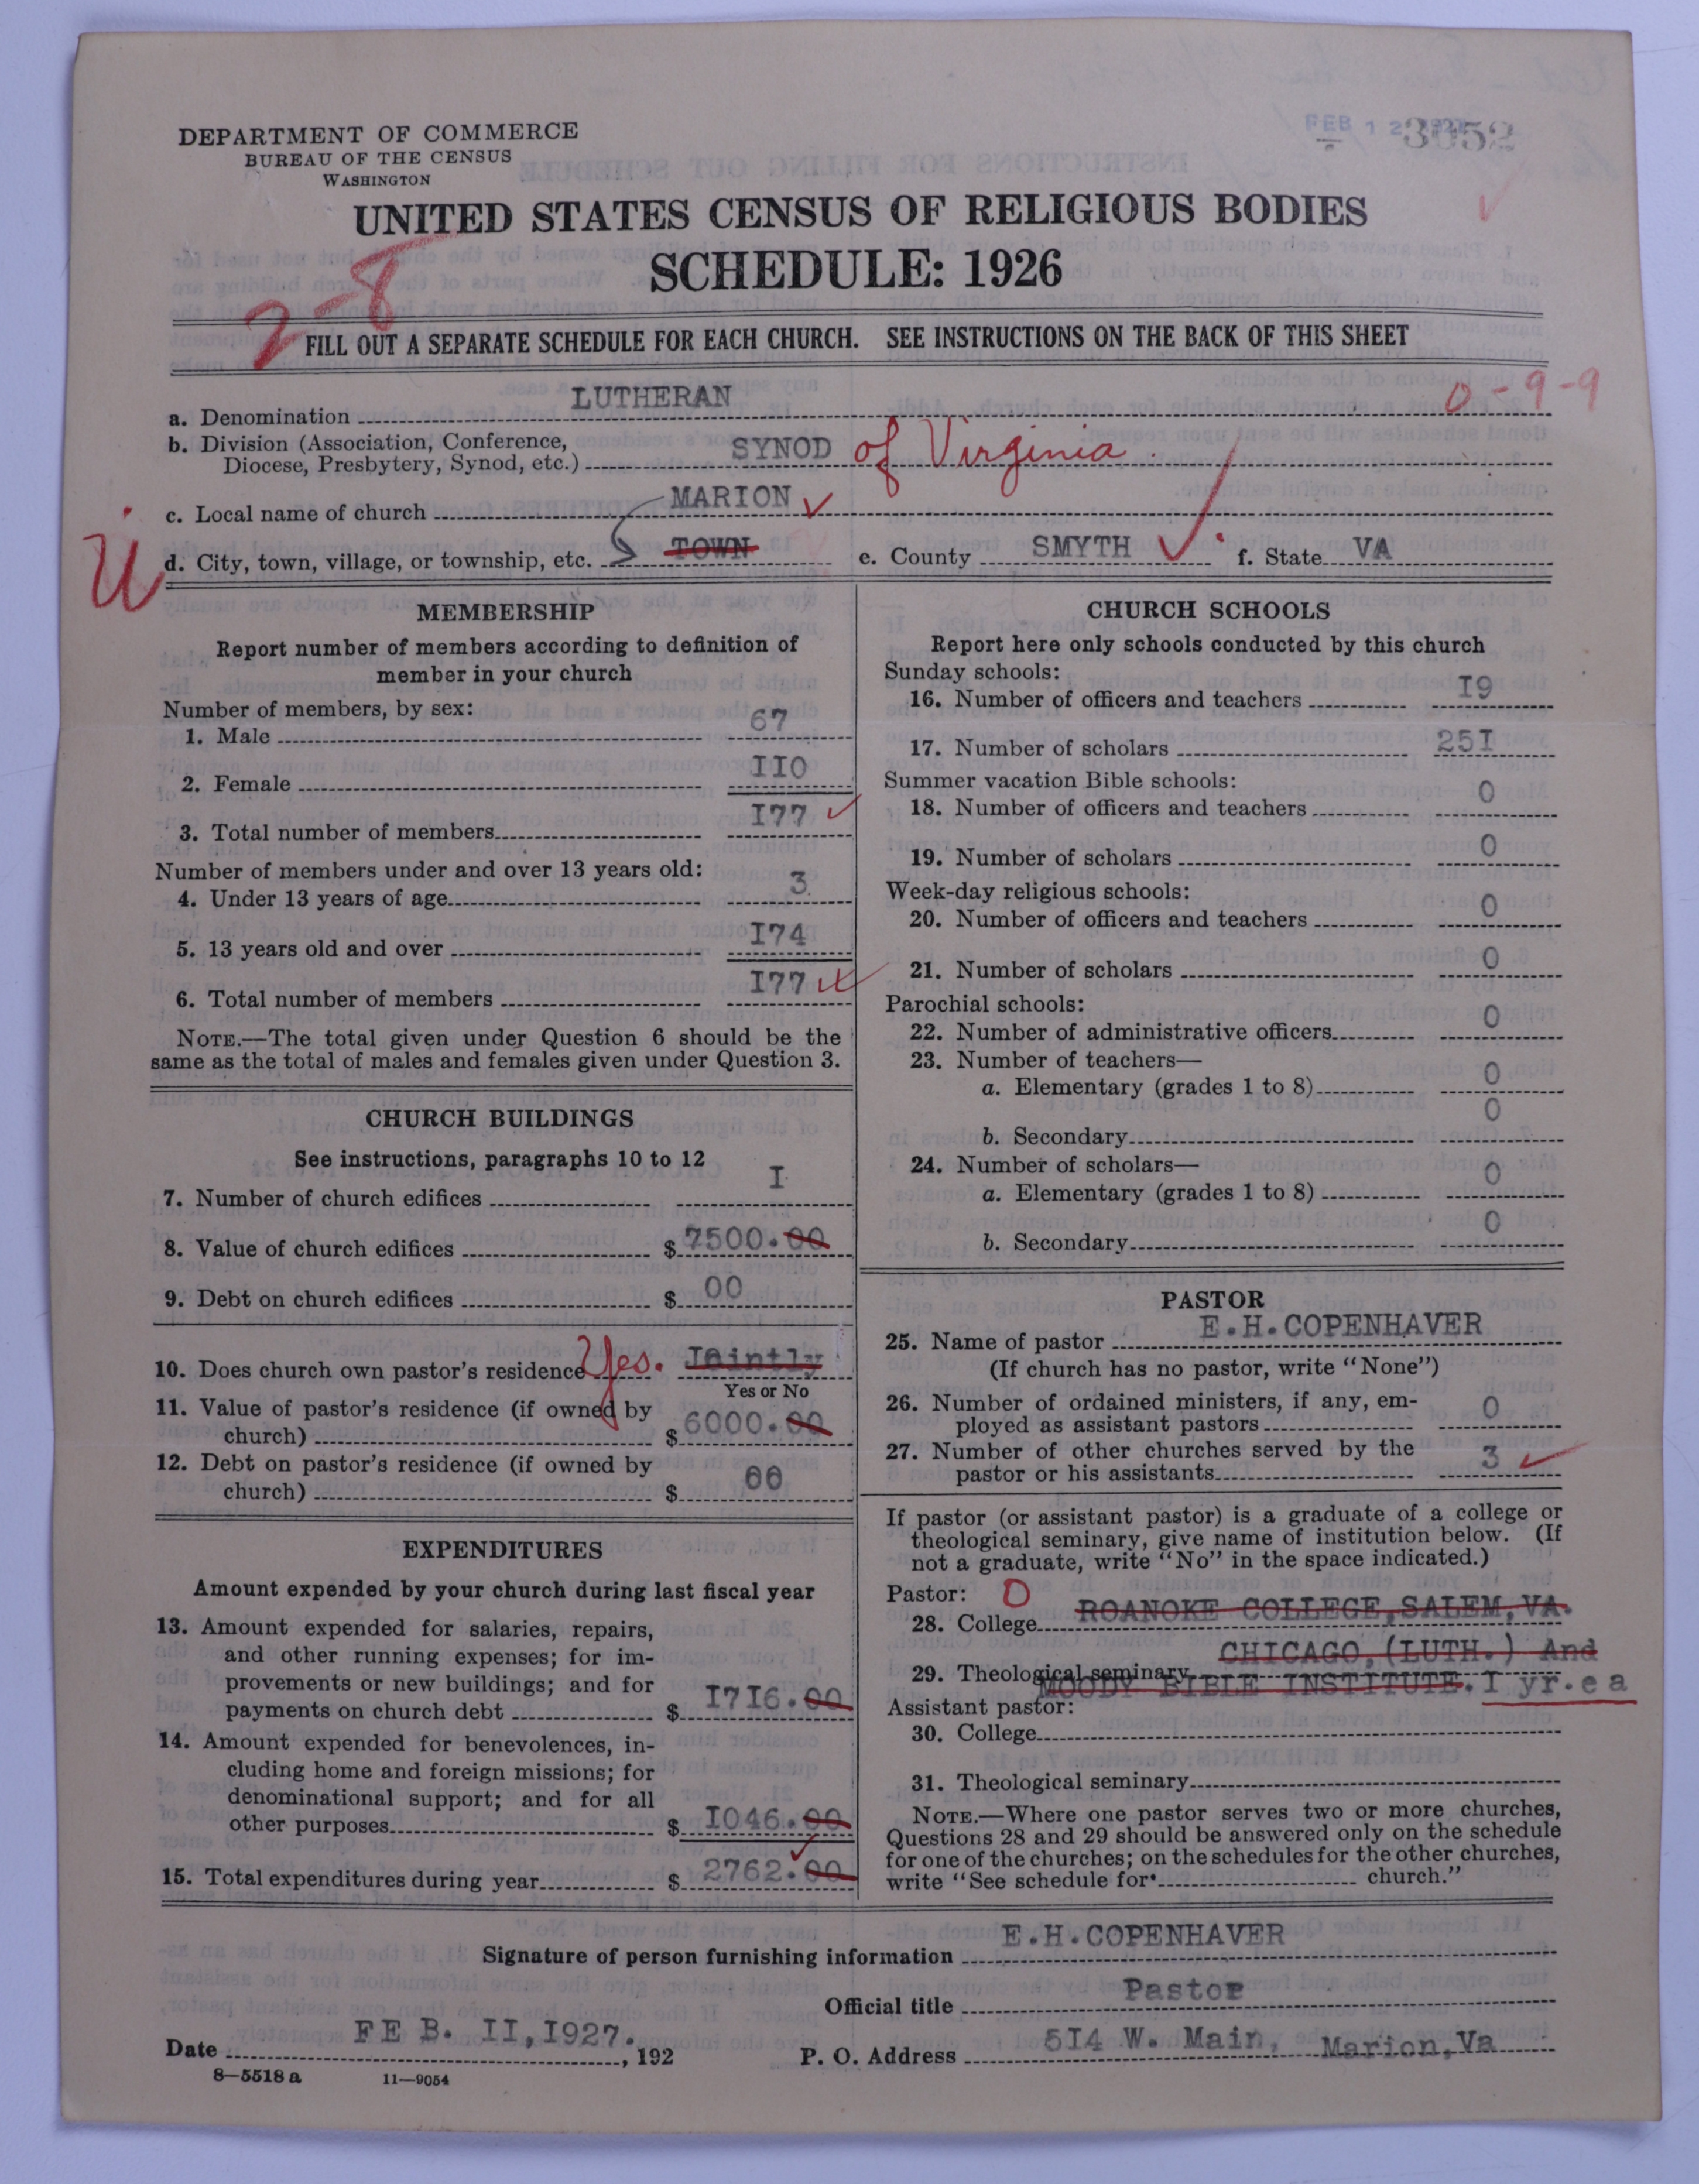 DEPARTMENT OF COMMERCE
BUREAU OF THE CENSUS
WASHINGTON
FEB 12 3052
UNITED STATES CENSUS OF RELIGIOUS BODIES
SCHEDULE: 1926
2-8
FILL OUT A SEPARATE SCHEDULE FOR EACH CHURCH. SEE INSTRUCTIONS ON THE BACK OF THIS SHEET
0-9-9
a. Denomination LUTHERAN
b. Division (Association, Conference,
Diocese, Presbytery, Synod, etc.) SYNOD of Virginia.
c. Local name of church MARION
U
d. City, town, village, or township, etc. TOWN e. County SMYTH f. State VA
MEMBERSHIP
Report number of members according to definition of
member in your church
Number of members, by sex:
1. Male 67
2. Female II0
3. Total number of members I77
Number of members under and over 13 years old:
4. Under 13 years of age 3
5. 13 years old and over I74
6. Total number of members I77
NOTE.—The total given under Question 6 should be the
same as the total of males and females given under Question 3.
CHURCH BUILDINGS
See instructions, paragraphs 10 to 12
7. Number of church edifices I
8. Value of church edifices $ 7500.00
9. Debt on church edifices $ 00
10. Does church own pastor's residence Yes. Jointly
Yes or No
11. Value of pastor's residence (if owned by
church) $ 6000.00
12. Debt on pastor's residence (if owned by
church) $ 00
EXPENDITURES
Amount expended by your church during last fiscal year
13. Amount expended for salaries, repairs,
and other running expenses; for im-
provements or new buildings; and for
payments on church debt $ I7I6.00
14. Amount expended for benevolences, in-
cluding home and foreign missions; for
denominational support; and for all
other purposes $ I046.00
15. Total expenditures during year $ 2762.00
CHURCH SCHOOLS
Report here only schools conducted by this church
Sunday schools:
16. Number of officers and teachers I9
17. Number of scholars 25I
Summer vacation Bible schools:
18. Number of officers and teachers 0
19. Number of scholars 0
Week-day religious schools:
20. Number of officers and teachers 0
21. Number of scholars 0
Parochial schools:
22. Number of administrative officers 0
23. Number of teachers—
a. Elementary (grades 1 to 8) 0
b. Secondary 0
24. Number of scholars—
a. Elementary (grades 1 to 8) 0
b. Secondary 0
PASTOR
25. Name of pastor E.H.COPENHAVER
(If church has no pastor, write "None")
26. Number of ordained ministers, if any, em-
ployed as assistant pastors 0
27. Number of other churches served by the
pastor or his assistants 3
If pastor (or assistant pastor) is a graduate of a college or
theological seminary, give name of institution below. (If
not a graduate, write "No" in the space indicated.)
Pastor: 0
28. College ROANOKE COLLEGE,SALEM,VA.
CHICAGO,(LUTH.) And
29. Theological seminary MOODY BIBLE INSTITUTE. I yr.ea
Assistant pastor:
30. College
31. Theological seminary
NOTE.—Where one pastor serves two or more churches,
Questions 28 and 29 should be answered only on the schedule
for one of the churches; on the schedules for the other churches,
write "See schedule for church."
Signature of person furnishing information E.H.COPENHAVER
Official title Pastor
Date FEB. II,I927., 192 P. O. Address 5I4 W. Main, Marion,Va
8—5518 a 11—9054